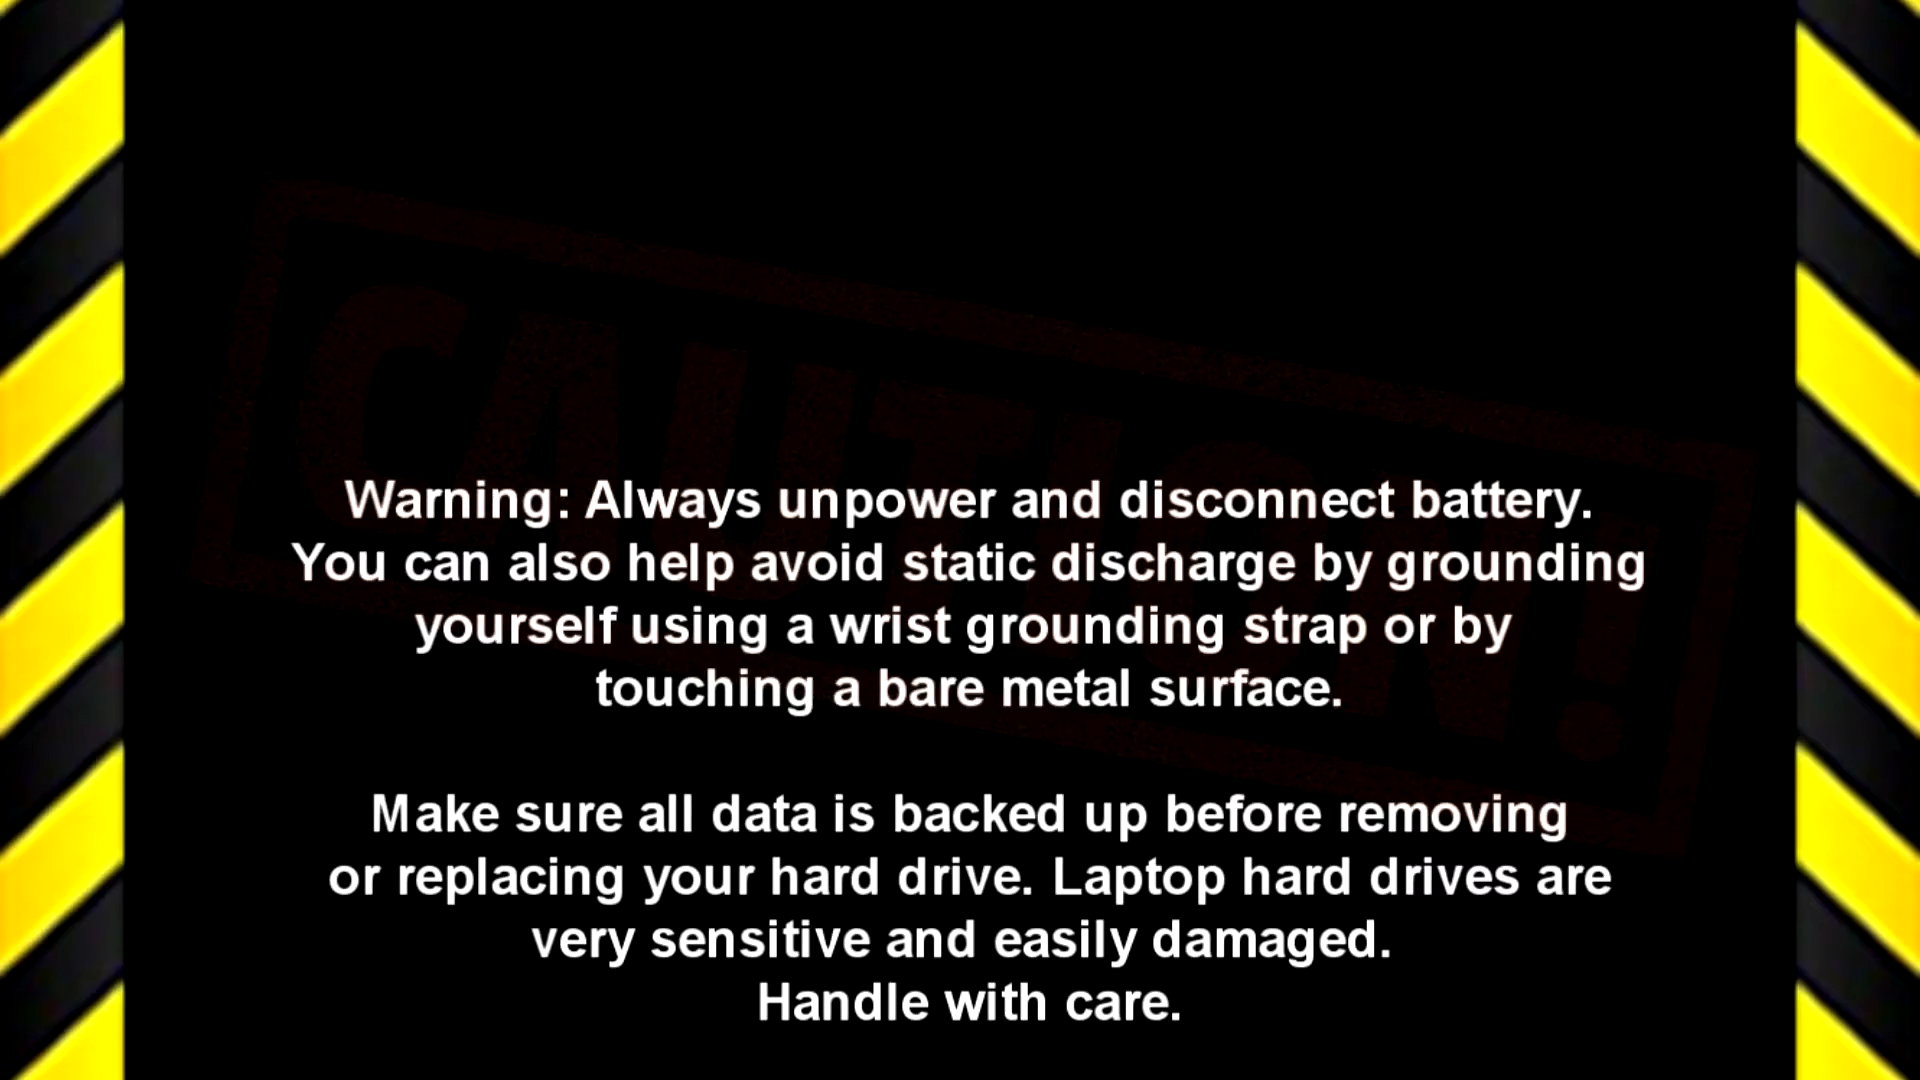 CAUTION!
Warning: Always unpower and disconnect battery.
You can also help avoid static discharge by grounding
yourself using a wrist grounding strap or by
touching a bare metal surface.
Make sure all data is backed up before removing
or replacing your hard drive. Laptop hard drives are
very sensitive and easily damaged.
Handle with care.